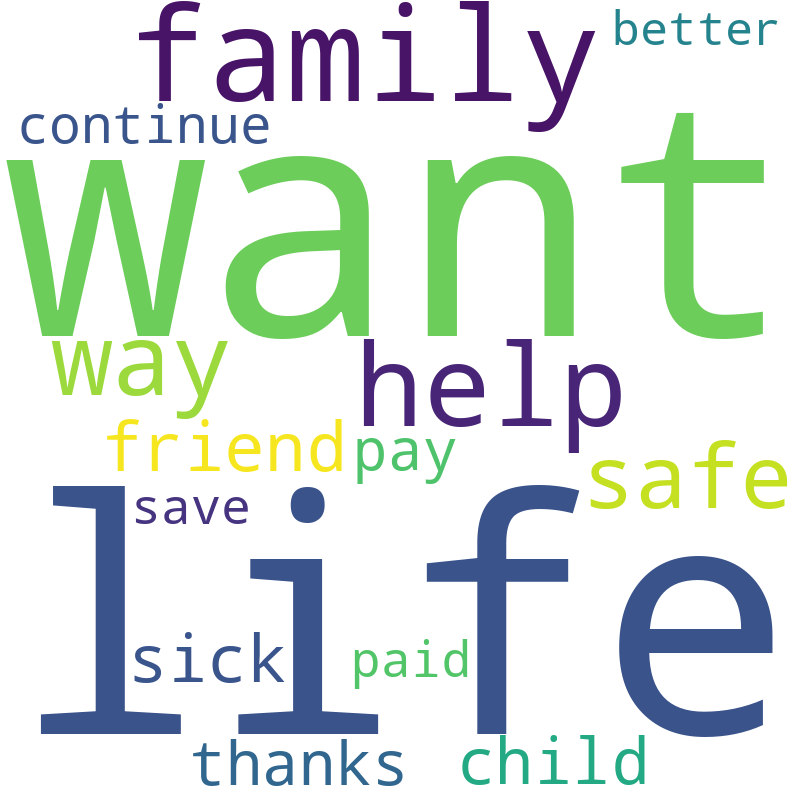 family
better
continue
want
way
help
friend
pay
safe
save
life
sick
paid
thanks
child